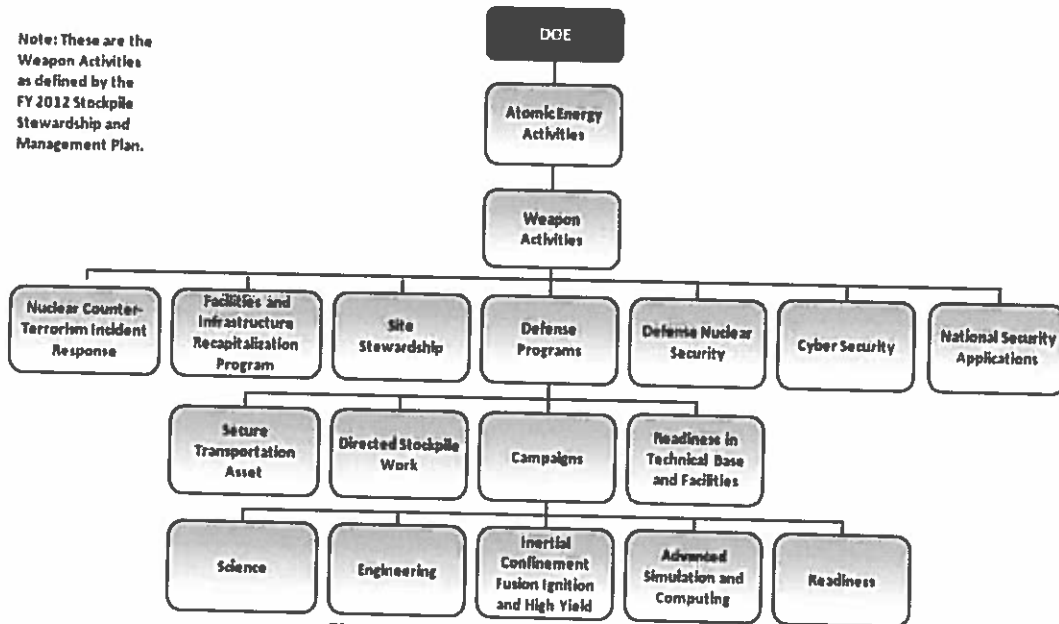 Note: These are the
Weapon Activities
as defined by the
FY 2012 Stockpile
Stewardship and
Management Plan.
DOE
Atomic Energy
Activities
Weapon
Activities
Nuclear Counter-
Terrorism Incident
Response
Facilities and
Infrastructure
Recapitalization
Program
Site
Stewardship
Defense
Programs
Defense Nuclear
Security
Cyber Security
National Security
Applications
Secure
Transportation
Asset
Directed Stockpile
Work
Campaigns
Readiness in
Technical Base
and Facilities
Science
Engineering
Inertial
Confinement
Fusion Ignition
and High Yield
Advanced
Simulation and
Computing
Readiness